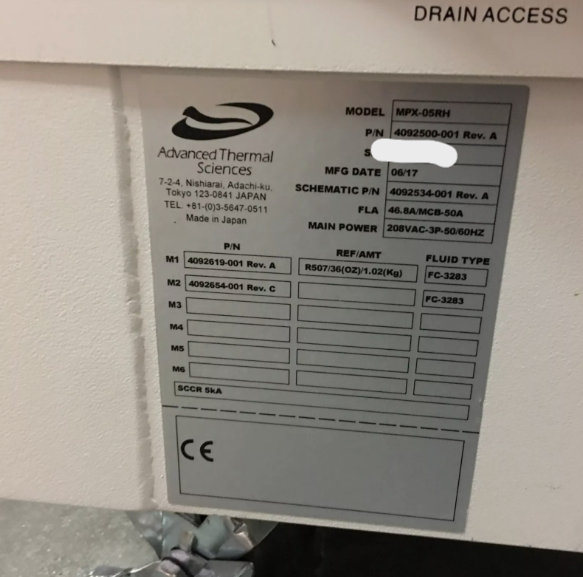 DRAIN ACCESS
Advanced Thermal
Sciences
7-2-4, Nishiarai, Adachi-ku,
Tokyo 123-0841 JAPAN
TEL. +81-(0)3-5647-0511
Made in Japan
MODEL MPX-05RH
P/N 4092500-001 Rev. A
S
MFG DATE 06/17
SCHEMATIC P/N 4092534-001 Rev. A
FLA 46.8A/MCB-50A
MAIN POWER 208VAC-3P-50/60HZ
P/N REF/AMT FLUID TYPE
M1 4092619-001 Rev. A R507/36(OZ)/1.02(Kg) FC-3283
M2 4092654-001 Rev. C FC-3283
M3
M4
M5
M6
SCCR 5kA
CE